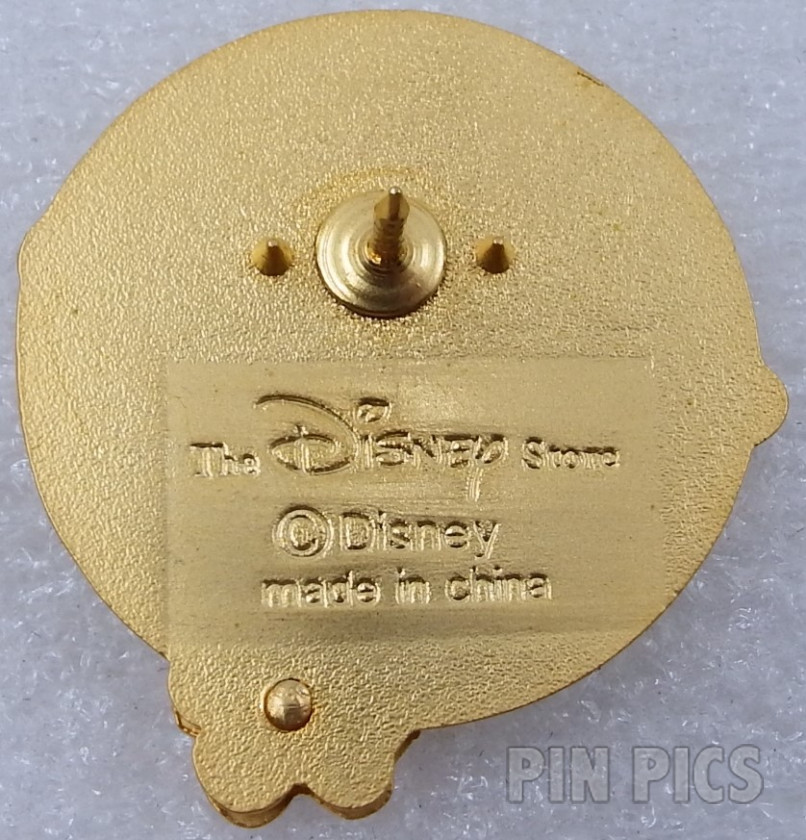 The Disney Store
©Disney
made in china
PIN PICS